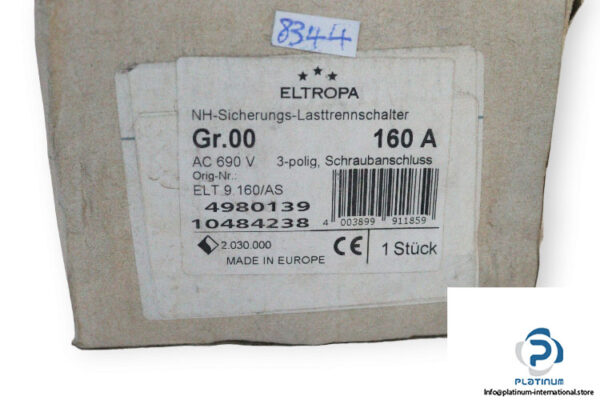 8344
ELTROPA
NH-Sicherungs-Lasttrennschalter
Gr.00 160 A
AC 690 V 3-polig, Schraubanschluss
Orig-Nr.:
ELT 9.160/AS
4980139
10484238
4 003899 911859
2.030.000
CE
1 Stück
MADE IN EUROPE
PLATINUM
Info@platinum-international.store